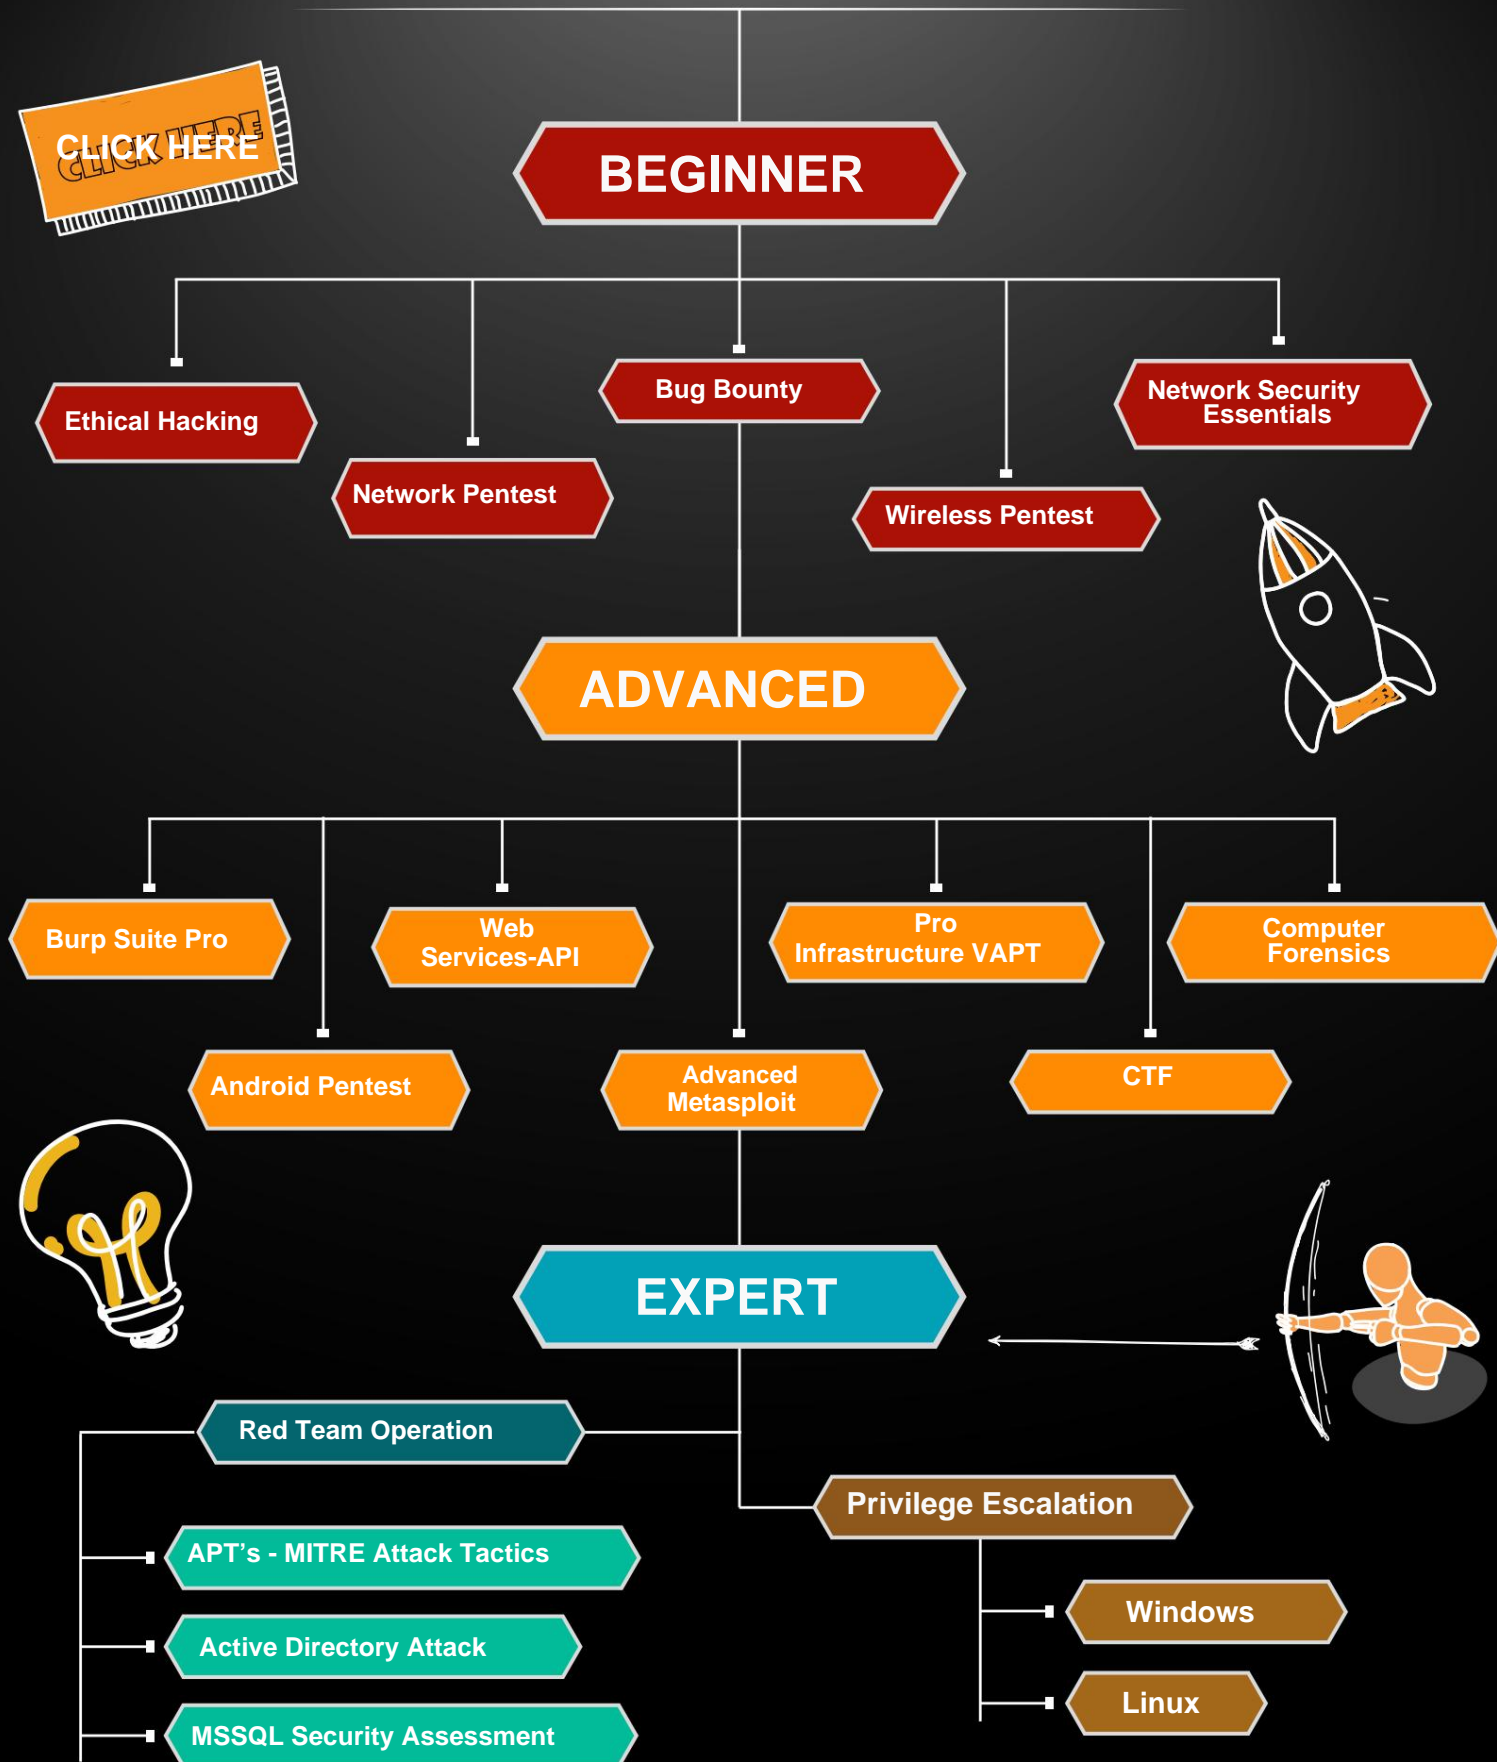 CLICK HERE
CLICK HERE
BEGINNER
Ethical Hacking
Network Pentest
Bug Bounty
Wireless Pentest
Network Security
Essentials
ADVANCED
Burp Suite Pro
Android Pentest
Web
Services-API
Advanced
Metasploit
Pro
Infrastructure VAPT
CTF
Computer
Forensics
EXPERT
Red Team Operation
APT’s - MITRE Attack Tactics
Active Directory Attack
MSSQL Security Assessment
Privilege Escalation
Windows
Linux